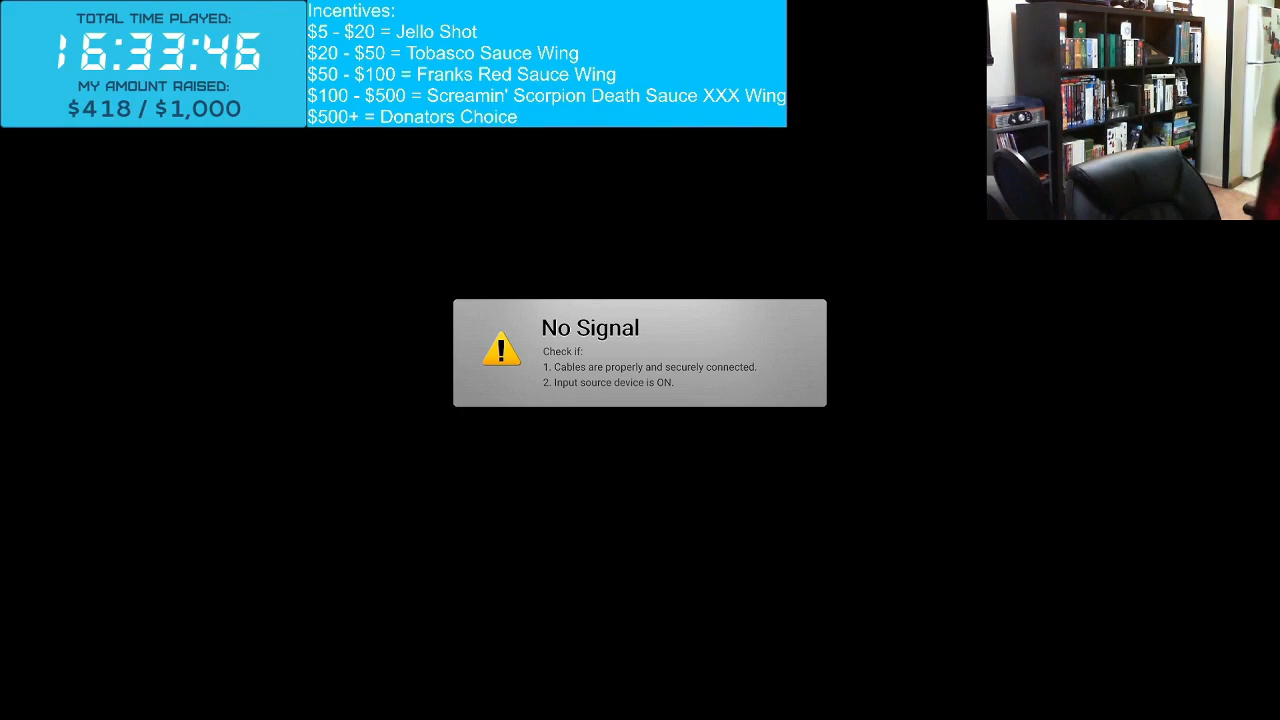 TOTAL TIME PLAYED:
16:33:46
MY AMOUNT RAISED:
$418 / $1,000
Incentives:
$5 - $20 = Jello Shot
$20 - $50 = Tobasco Sauce Wing
$50 - $100 = Franks Red Sauce Wing
$100 - $500 = Screamin' Scorpion Death Sauce XXX Wing
$500+ = Donators Choice
No Signal
Check if:
1. Cables are properly and securely connected.
2. Input source device is ON.